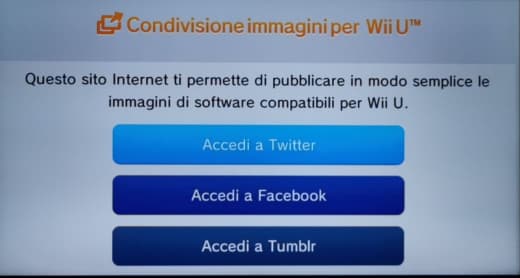 Condivisione immagini per Wii U™
Questo sito Internet ti permette di pubblicare in modo semplice le
immagini di software compatibili per Wii U.
Accedi a Twitter
Accedi a Facebook
Accedi a Tumblr